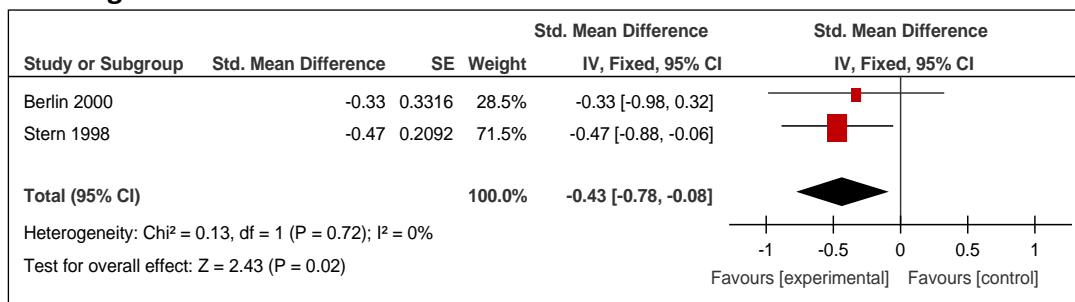 Std. Mean Difference Std. Mean Difference
Study or Subgroup Std. Mean Difference SE Weight IV, Fixed, 95% CI IV, Fixed, 95% CI
Berlin 2000 -0.33 0.3316 28.5% -0.33 [-0.98, 0.32]
Stern 1998 -0.47 0.2092 71.5% -0.47 [-0.88, -0.06]
Total (95% CI) 100.0% -0.43 [-0.78, -0.08]
Heterogeneity: Chi² = 0.13, df = 1 (P = 0.72); I² = 0%
Test for overall effect: Z = 2.43 (P = 0.02)
-1 -0.5 0 0.5 1
Favours [experimental] Favours [control]